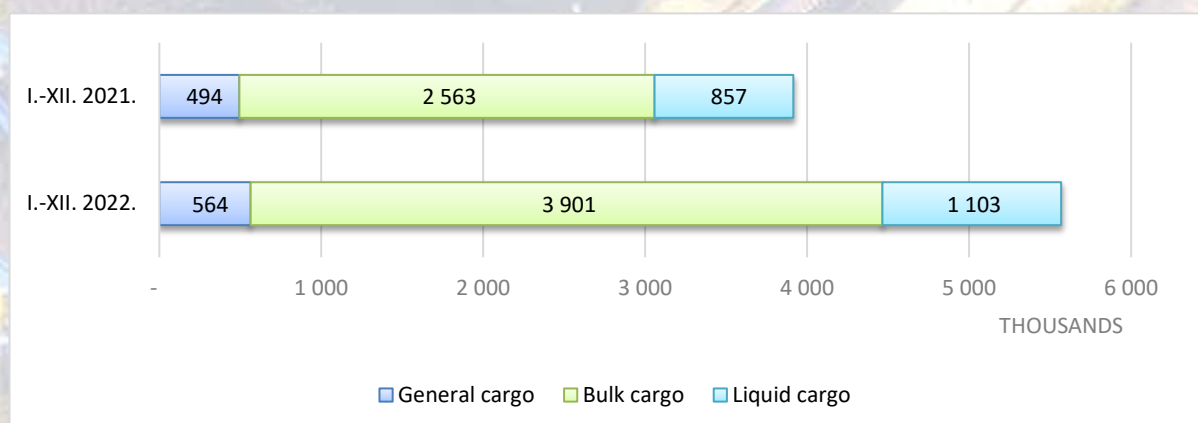 I.-XII. 2021.
494
2 563
857
I.-XII. 2022.
564
3 901
1 103
-
1 000
2 000
3 000
4 000
5 000
6 000
THOUSANDS
General cargo
Bulk cargo
Liquid cargo